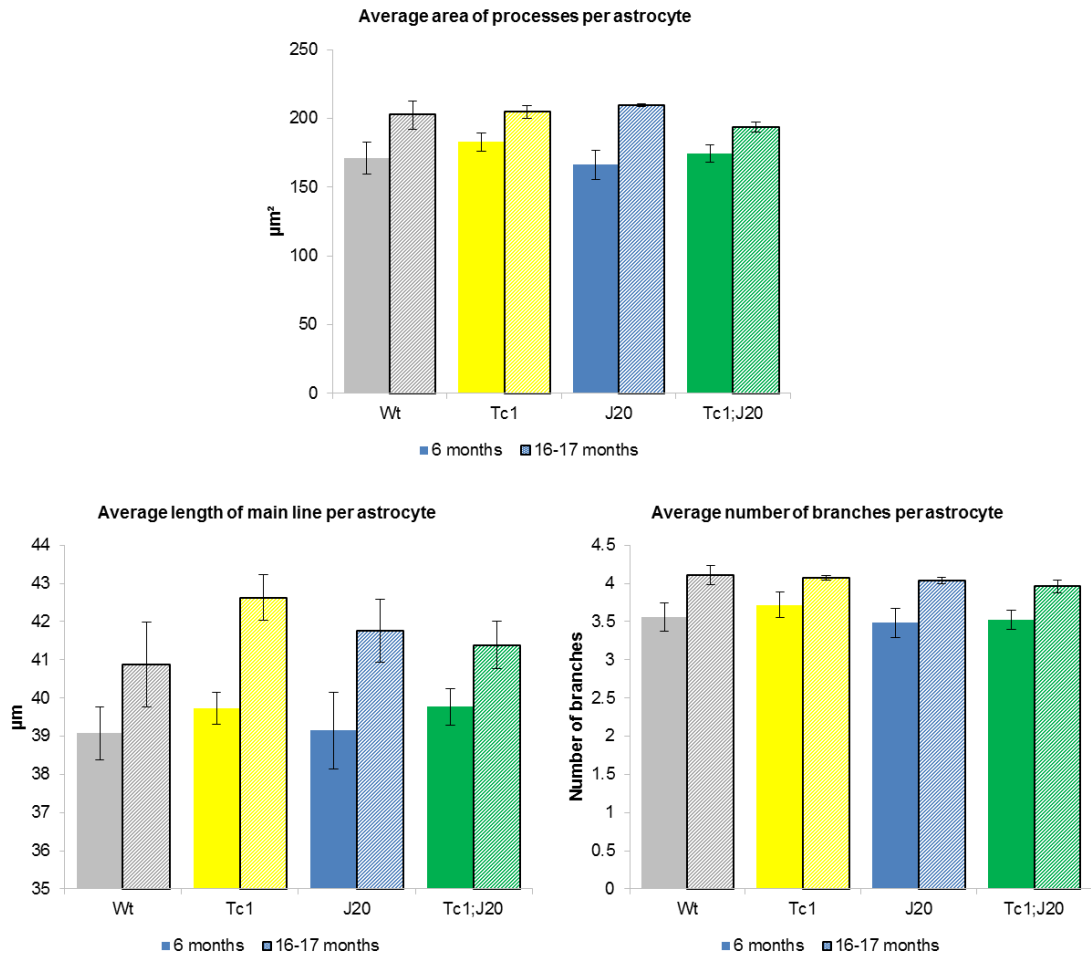 Average area of processes per astrocyte
250
200
150
100
50
0
µm²
Wt Tc1 J20 Tc1;J20
6 months 16-17 months
Average length of main line per astrocyte
44
43
42
41
40
39
38
37
36
35
µm
Wt Tc1 J20 Tc1;J20
6 months 16-17 months
Average number of branches per astrocyte
4.5
4
3.5
3
2.5
2
1.5
1
0.5
0
Number of branches
Wt Tc1 J20 Tc1;J20
6 months 16-17 months